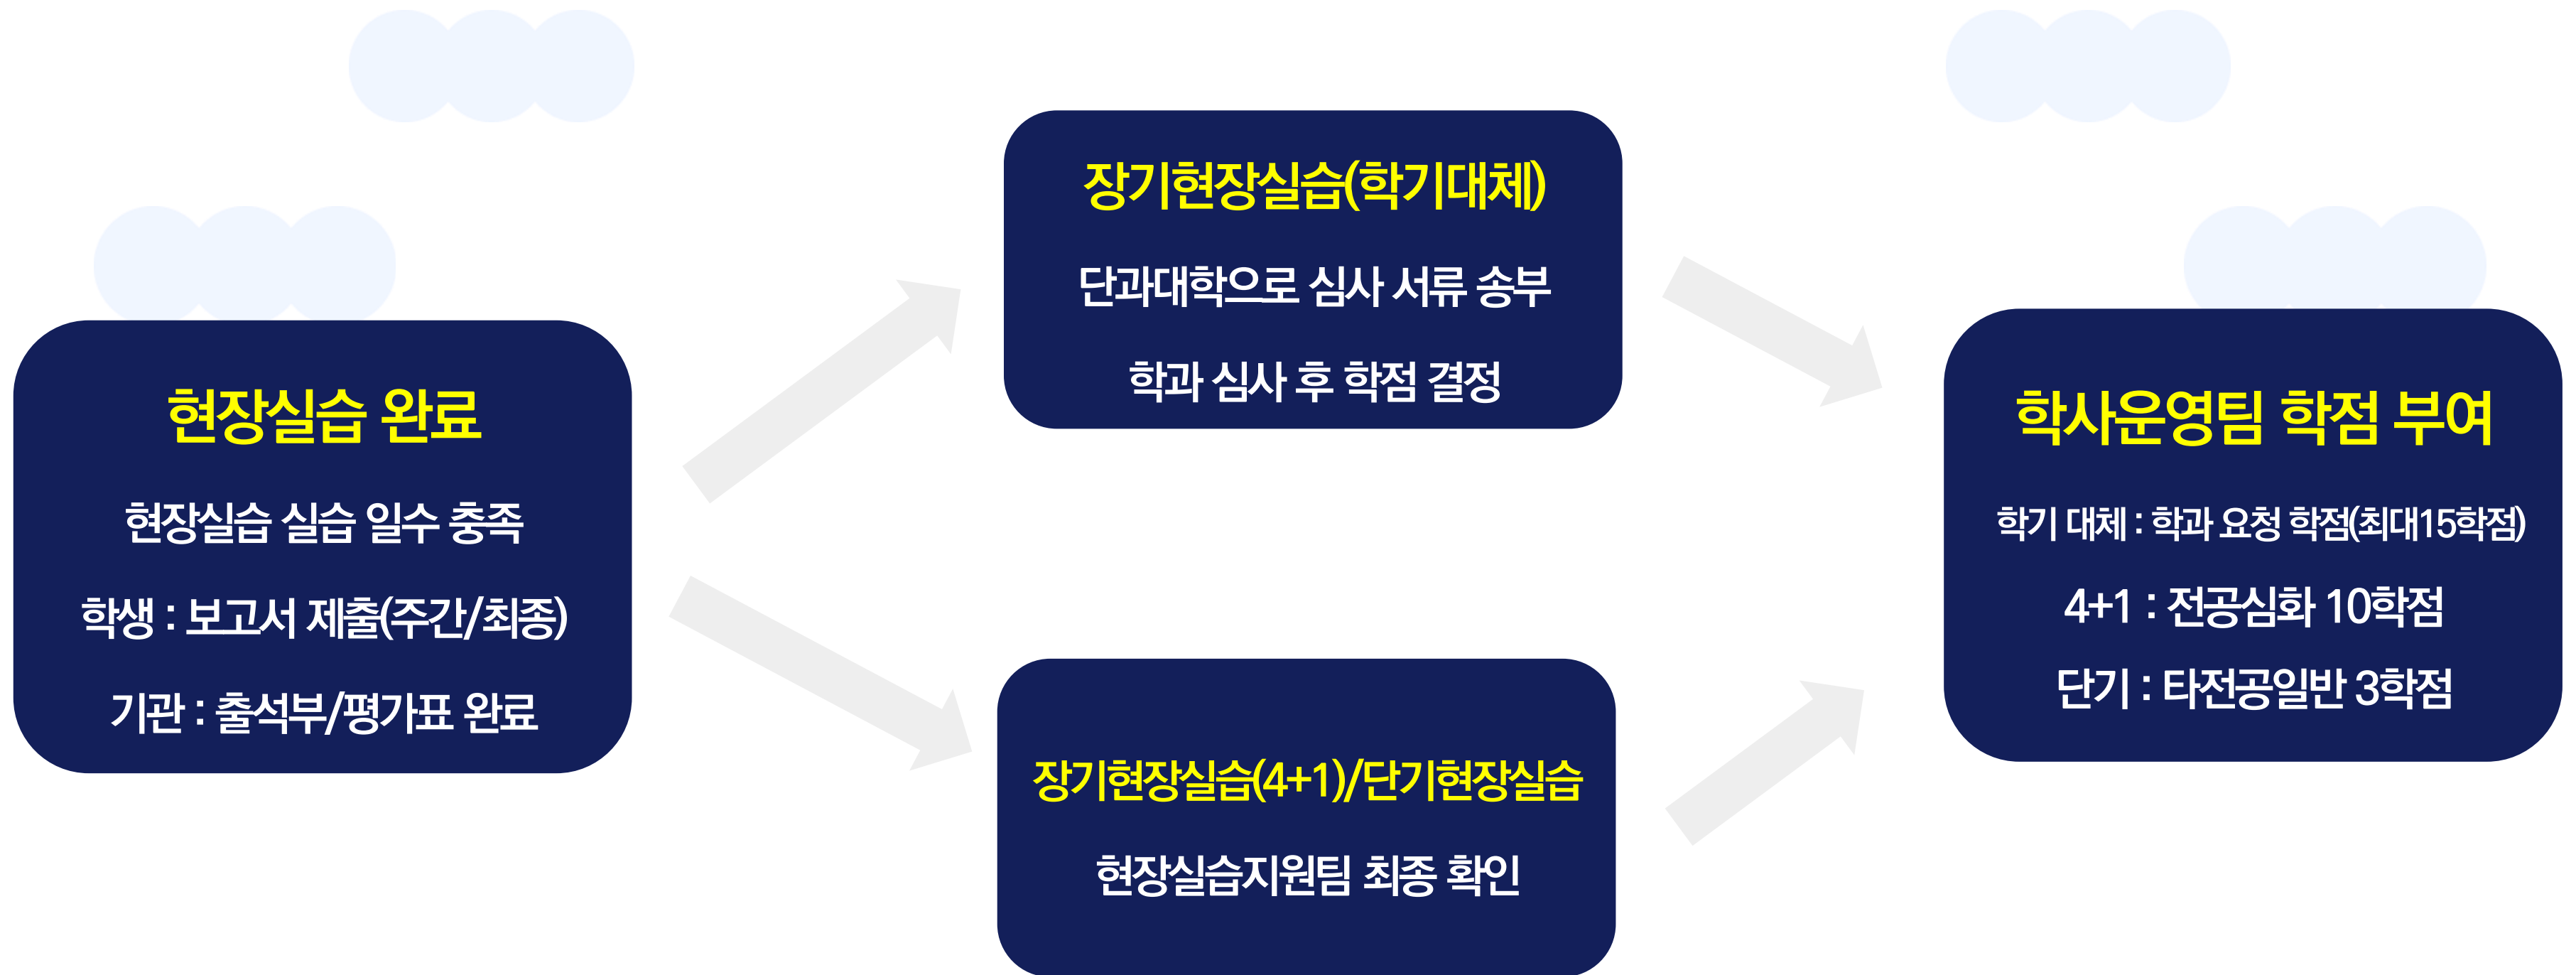 현장실습 완료
현장실습 실습 일수 충족
학생 : 보고서 제출(주간/최종)
기관 : 출석부/평가표 완료
장기현장실습(학기대체)
단과대학으로 심사 서류 송부
학과 심사 후 학점 결정
장기현장실습(4+1)/단기현장실습
현장실습지원팀 최종 확인
학사운영팀 학점 부여
학기 대체 : 학과 요청 학점(최대15학점)
4+1 : 전공심화 10학점
단기 : 타전공일반 3학점